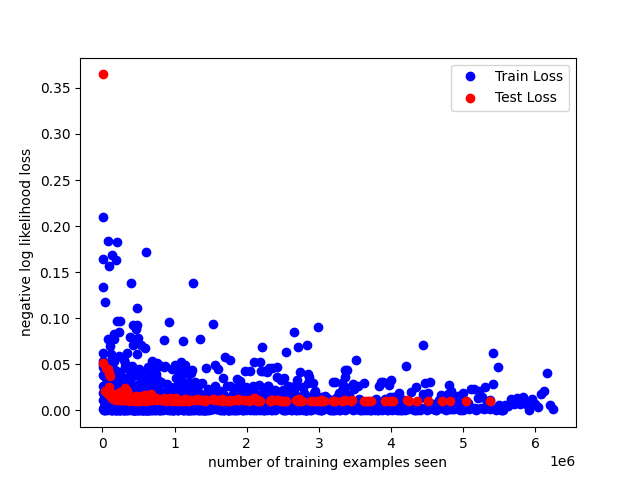 Train Loss
Test Loss
negative log likelihood loss
0.35
0.30
0.25
0.20
0.15
0.10
0.05
0.00
0 1 2 3 4 5 6
1e6
number of training examples seen